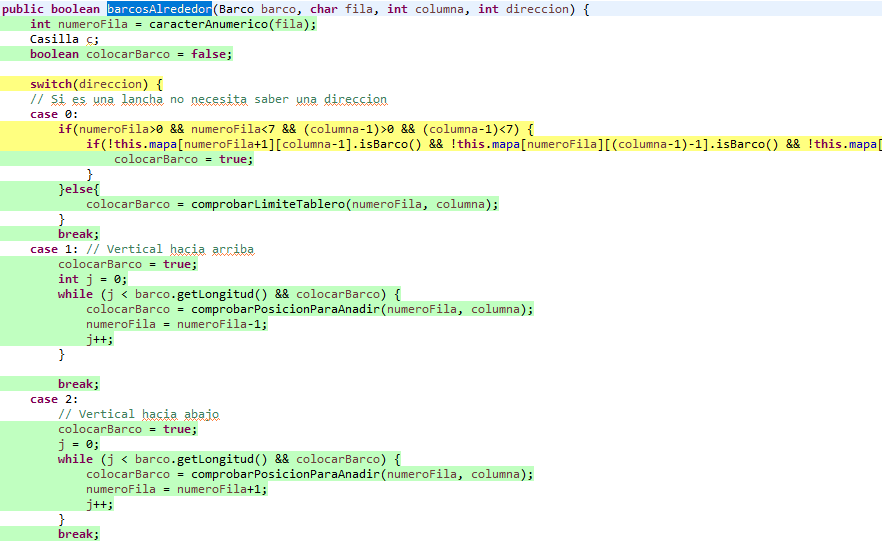 public boolean barcosAlrededor(Barco barco, char fila, int columna, int direccion) {
int numeroFila = caracterAnumerico(fila);
Casilla c;
boolean colocarBarco = false;
switch(direccion) {
// Si es una lancha no necesita saber una direccion
case 0:
if(numeroFila>0 && numeroFila<7 && (columna-1)>0 && (columna-1)<7) {
if(!this.mapa[numeroFila+1][columna-1].isBarco() && !this.mapa[numeroFila][(columna-1)-1].isBarco() && !this.mapa[
colocarBarco = true;
}
}else{
colocarBarco = comprobarLimiteTablero(numeroFila, columna);
}
break;
case 1: // Vertical hacia arriba
colocarBarco = true;
int j = 0;
while (j < barco.getLongitud() && colocarBarco) {
colocarBarco = comprobarPosicionParaAnadir(numeroFila, columna);
numeroFila = numeroFila-1;
j++;
}
break;
case 2:
// Vertical hacia abajo
colocarBarco = true;
j = 0;
while (j < barco.getLongitud() && colocarBarco) {
colocarBarco = comprobarPosicionParaAnadir(numeroFila, columna);
numeroFila = numeroFila+1;
j++;
}
break;